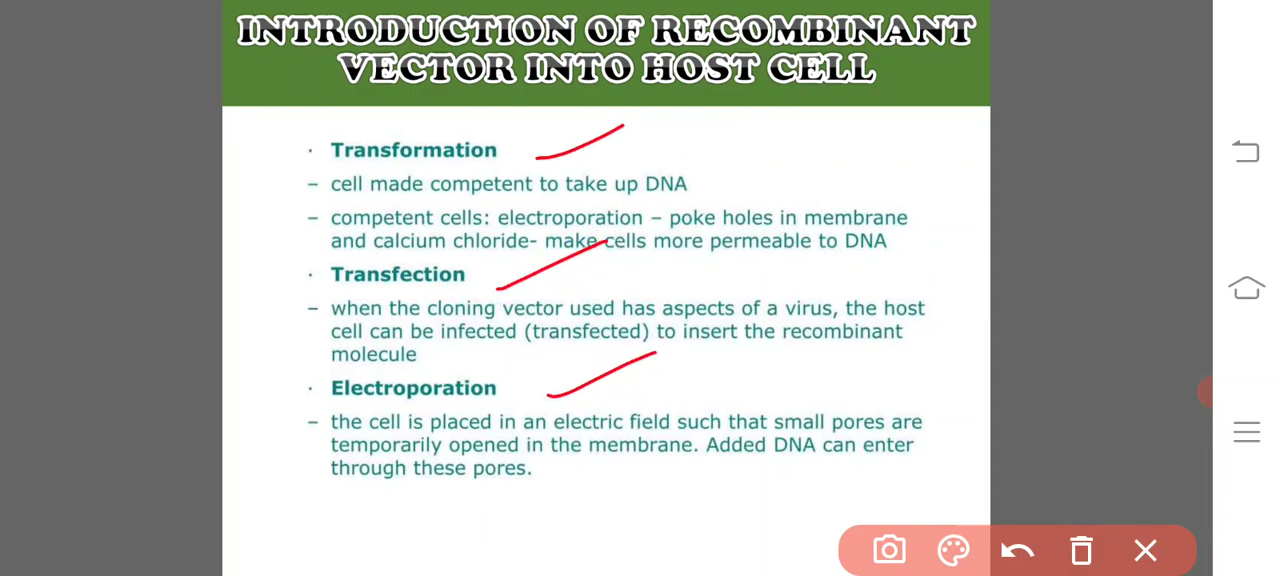 INTRODUCTION OF RECOMBINANT
VECTOR INTO HOST CELL
· Transformation
– cell made competent to take up DNA
– competent cells: electroporation – poke holes in membrane
and calcium chloride- make cells more permeable to DNA
· Transfection
– when the cloning vector used has aspects of a virus, the host
cell can be infected (transfected) to insert the recombinant
molecule
· Electroporation
– the cell is placed in an electric field such that small pores are
temporarily opened in the membrane. Added DNA can enter
through these pores.